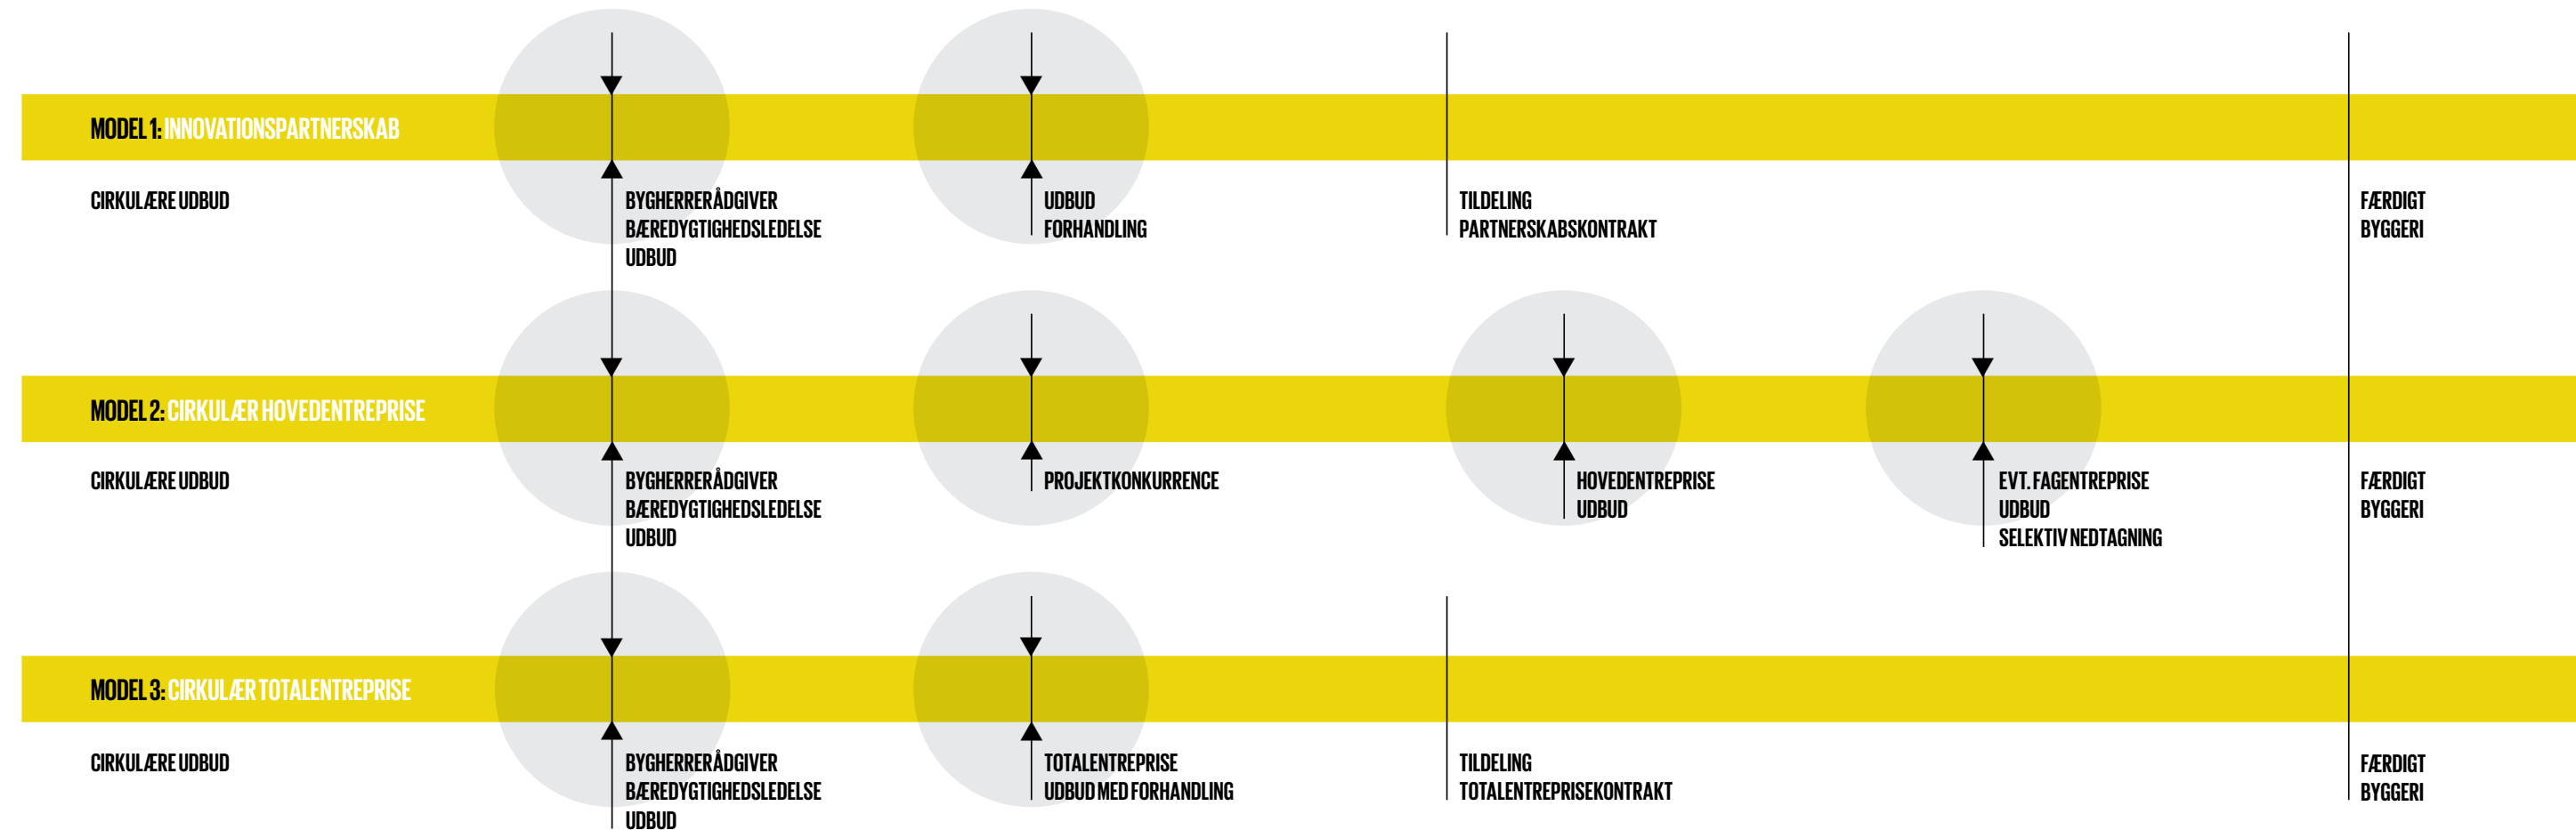 MODEL 1: INNOVATIONSPARTNERSKAB
CIRKULÆRE UDBUD
BYGHERRERÅDGIVER
BÆREDYGTIGHEDSLEDELSE
UDBUD
UDBUD
FORHANDLING
TILDELING
PARTNERSKABSKONTRAKT
FÆRDIGT
BYGGERI
MODEL 2: CIRKULÆR HOVEDENTREPRISE
CIRKULÆRE UDBUD
BYGHERRERÅDGIVER
BÆREDYGTIGHEDSLEDELSE
UDBUD
PROJEKTKONKURRENCE
HOVEDENTREPRISE
UDBUD
EVT. FAGENTREPRISE
UDBUD
SELEKTIV NEDTAGNING
FÆRDIGT
BYGGERI
MODEL 3: CIRKULÆR TOTALENTREPRISE
CIRKULÆRE UDBUD
BYGHERRERÅDGIVER
BÆREDYGTIGHEDSLEDELSE
UDBUD
TOTALENTREPRISE
UDBUD MED FORHANDLING
TILDELING
TOTALENTREPRISEKONTRAKT
FÆRDIGT
BYGGERI